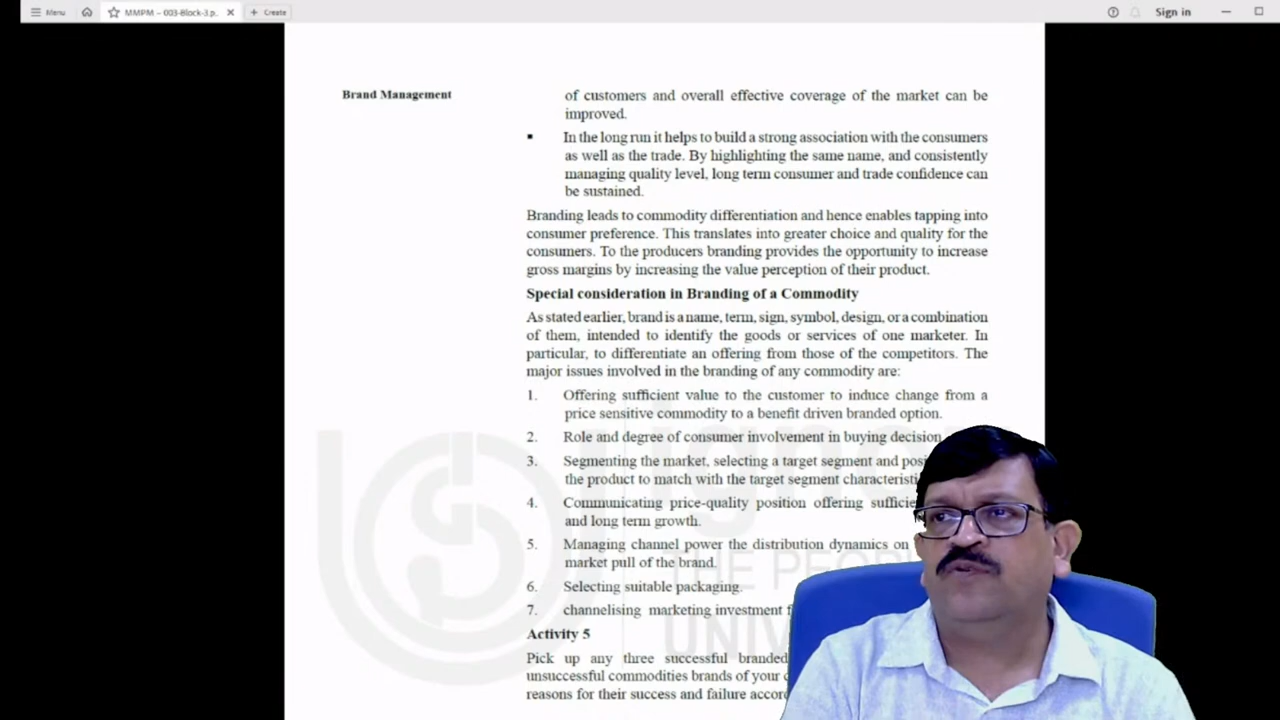 Menu
MMPM – 003-Block-3.p...
Create
Sign in
Brand Management
of customers and overall effective coverage of the market can be
improved.
In the long run it helps to build a strong association with the consumers
as well as the trade. By highlighting the same name, and consistently
managing quality level, long term consumer and trade confidence can
be sustained.
Branding leads to commodity differentiation and hence enables tapping into
consumer preference. This translates into greater choice and quality for the
consumers. To the producers branding provides the opportunity to increase
gross margins by increasing the value perception of their product.
Special consideration in Branding of a Commodity
As stated earlier, brand is a name, term, sign, symbol, design, or a combination
of them, intended to identify the goods or services of one marketer. In
particular, to differentiate an offering from those of the competitors. The
major issues involved in the branding of any commodity are:
1. Offering sufficient value to the customer to induce change from a
price sensitive commodity to a benefit driven branded option.
2. Role and degree of consumer involvement in buying decision
3. Segmenting the market, selecting a target segment and
the product to match with the target segment
4. Communicating price-quality position offering
and long term growth.
5. Managing channel power the distribution dynamics on
market pull of the brand.
6. Selecting suitable packaging.
7. channelising marketing investment
Activity 5
Pick up any three successful branded
unsuccessful commodities brands of your
reasons for their success and failure
THE PEOPLE